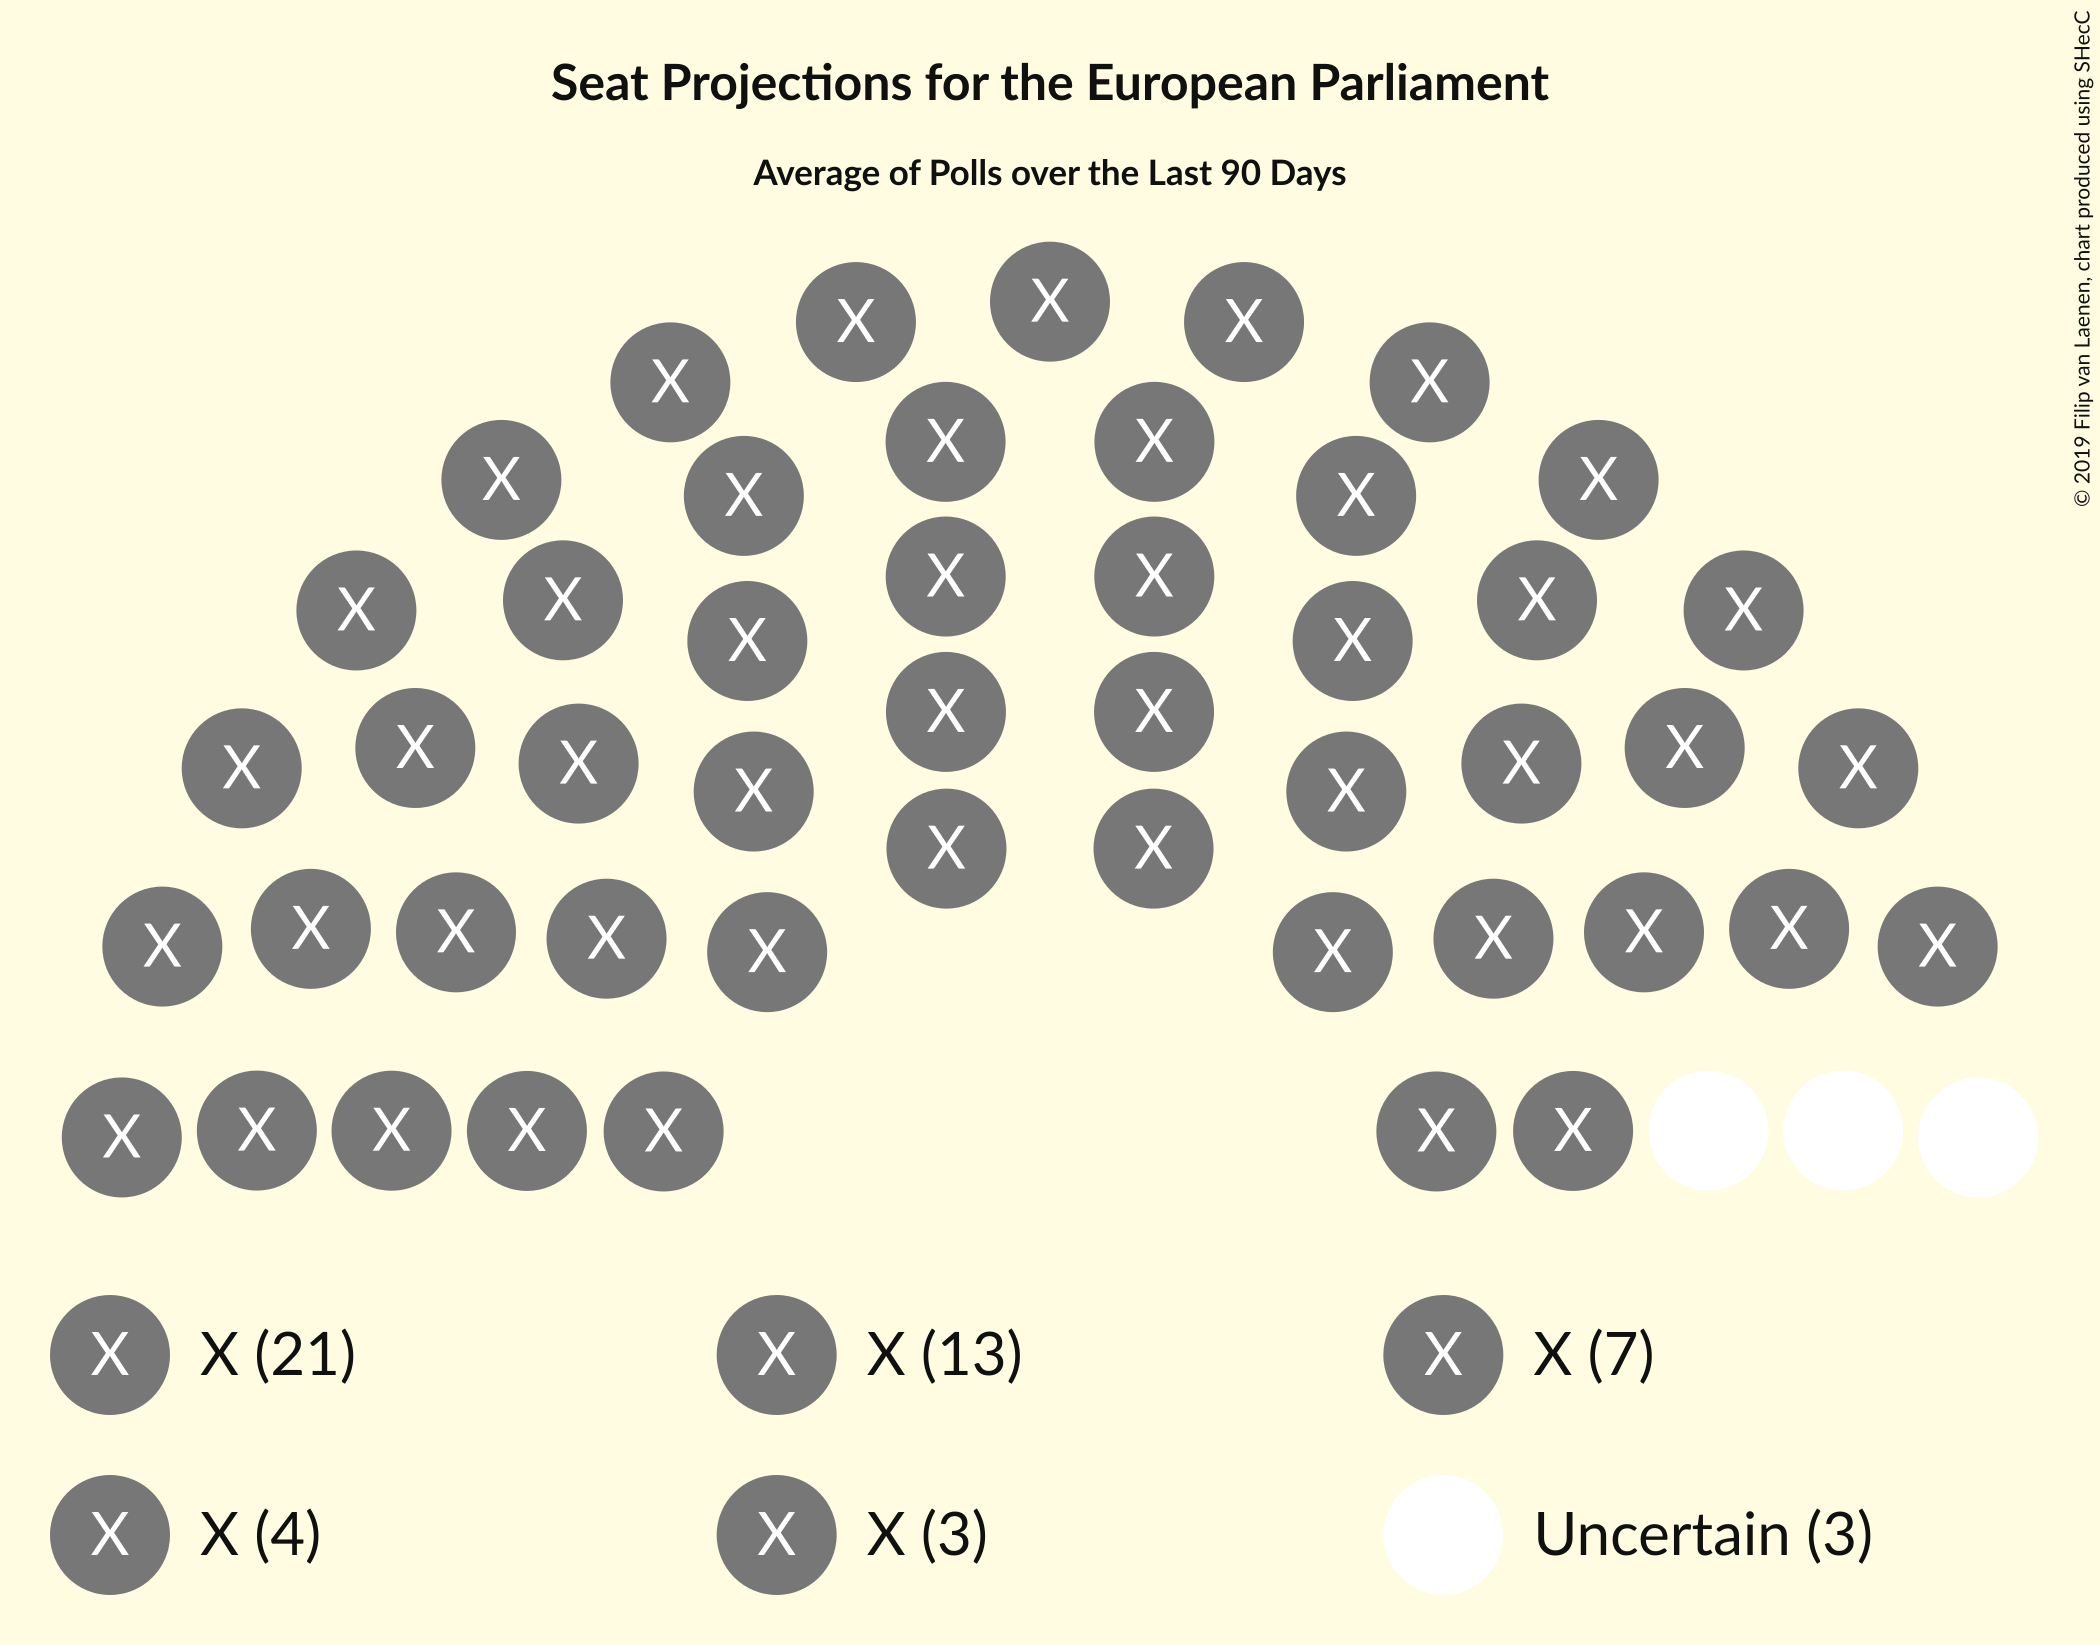 Seat Projections for the European Parliament
Average of Polls over the Last 90 Days
© 2019 Filip van Laenen, chart produced using SHecC
X
X X
X X
X X
X X
X X
X X
X X
X X
X X
X X
X X
X X
X X X X
X X
X X
X X
X X X X
X X X X X X
X X X X X X X
X X (21) X X (13) X X (7)
X X (4) X X (3) Uncertain (3)